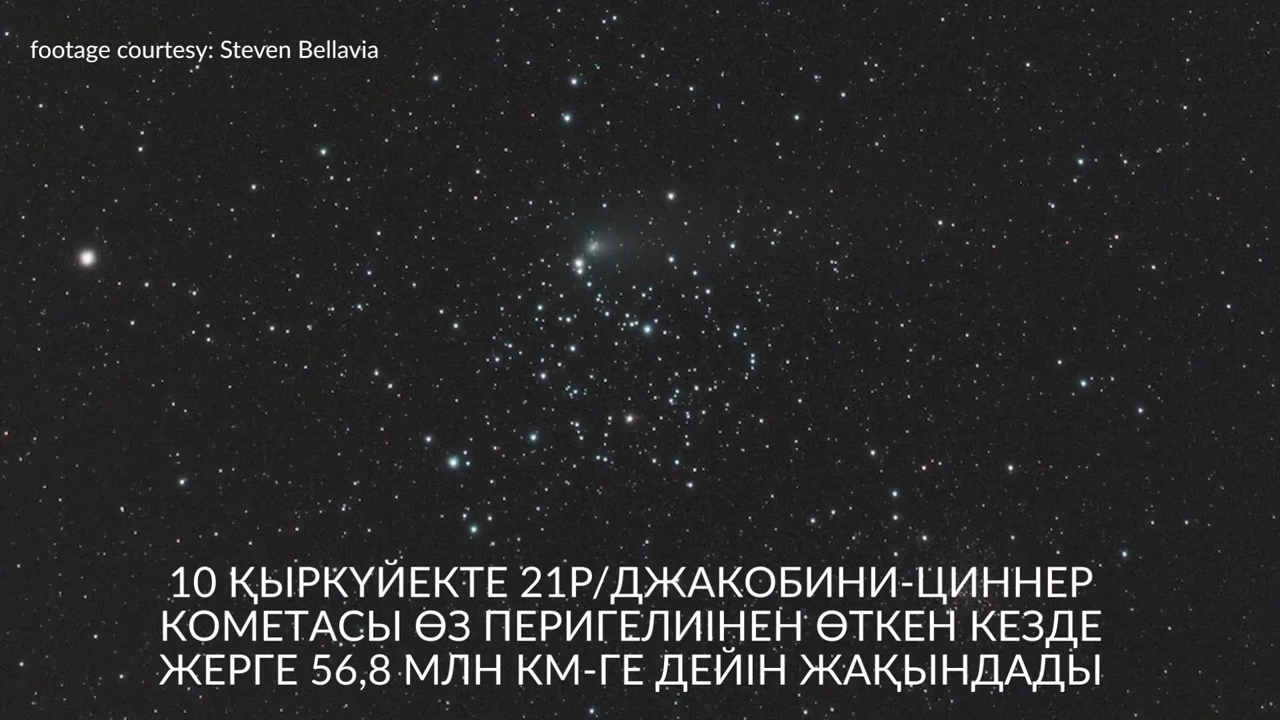 footage courtesy: Steven Bellavia
10 ҚЫРКҮЙЕКТЕ 21P/ДЖАКОБИНИ-ЦИННЕР
КОМЕТАСЫ ӨЗ ПЕРИГЕЛИІНЕН ӨТКЕН КЕЗДЕ
ЖЕРГЕ 56,8 МЛН КМ-ГЕ ДЕЙІН ЖАҚЫНДАДЫ